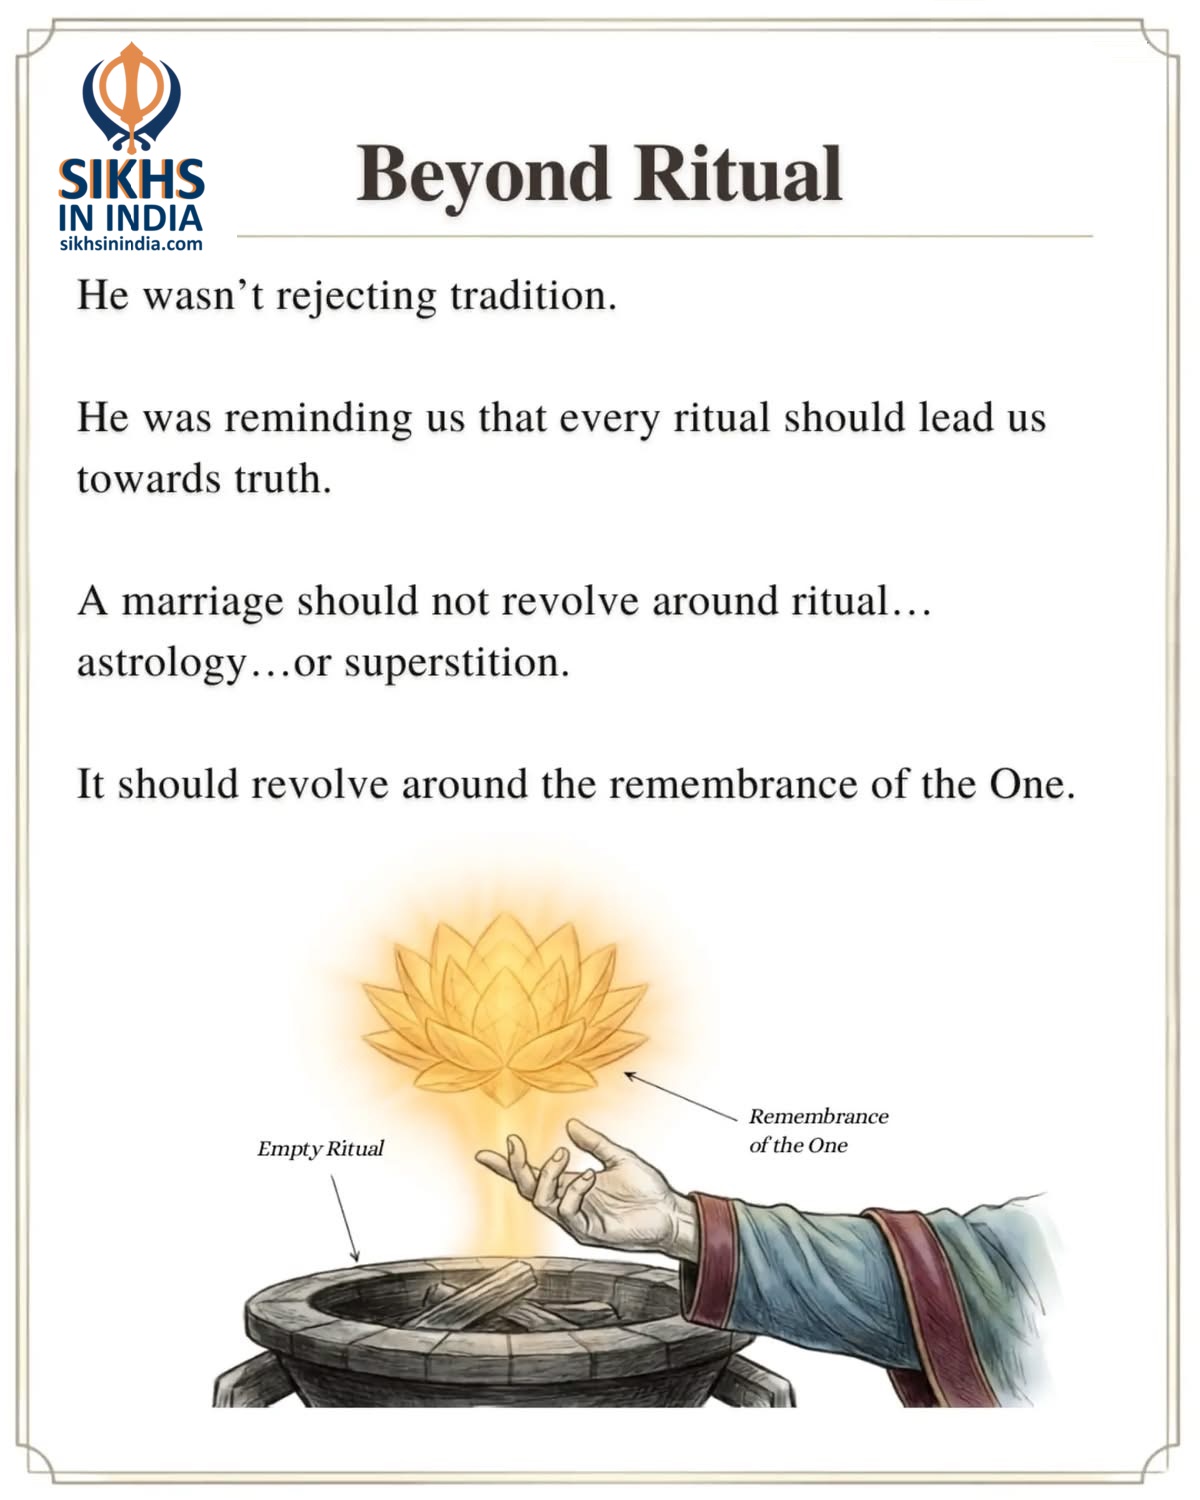 SIKHS
IN INDIA
sikhsinindia.com
Beyond Ritual
He wasn’t rejecting tradition.
He was reminding us that every ritual should lead us
towards truth.
A marriage should not revolve around ritual…
astrology…or superstition.
It should revolve around the remembrance of the One.
Remembrance
of the One
Empty Ritual